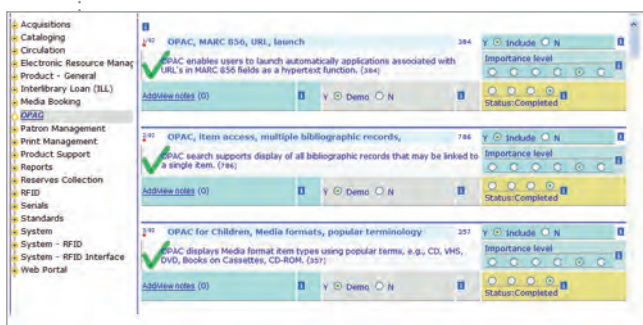 Acquisitions
Cataloging
Circulation
Electronic Resource Manag
Product - General
Interlibrary Loan (ILL)
Media Booking
OPAC
Patron Management
Print Management
Product Support
Reports
Reserves Collection
RFID
Serials
Standards
System
System - RFID
System - RFID Interface
Web Portal
1/92 OPAC, MARC 856, URL, launch 384 Y Include N
OPAC enables users to launch automatically applications associated with
URL's in MARC 856 fields as a hypertext function. (384)
Importance level
Add/view notes (0) Y Demo N
Status:Completed
2/92 OPAC, item access, multiple bibliographic records, 786 Y Include N
OPAC search supports display of all bibliographic records that may be linked to
a single item. (786)
Importance level
Add/view notes (0) Y Demo N
Status:Completed
3/92 OPAC for Children, Media formats, popular terminology 357 Y Include N
OPAC displays Media format item types using popular terms, e.g., CD, VHS,
DVD, Books on Cassettes, CD-ROM. (357)
Importance level
Add/view notes (0) Y Demo N
Status:Completed